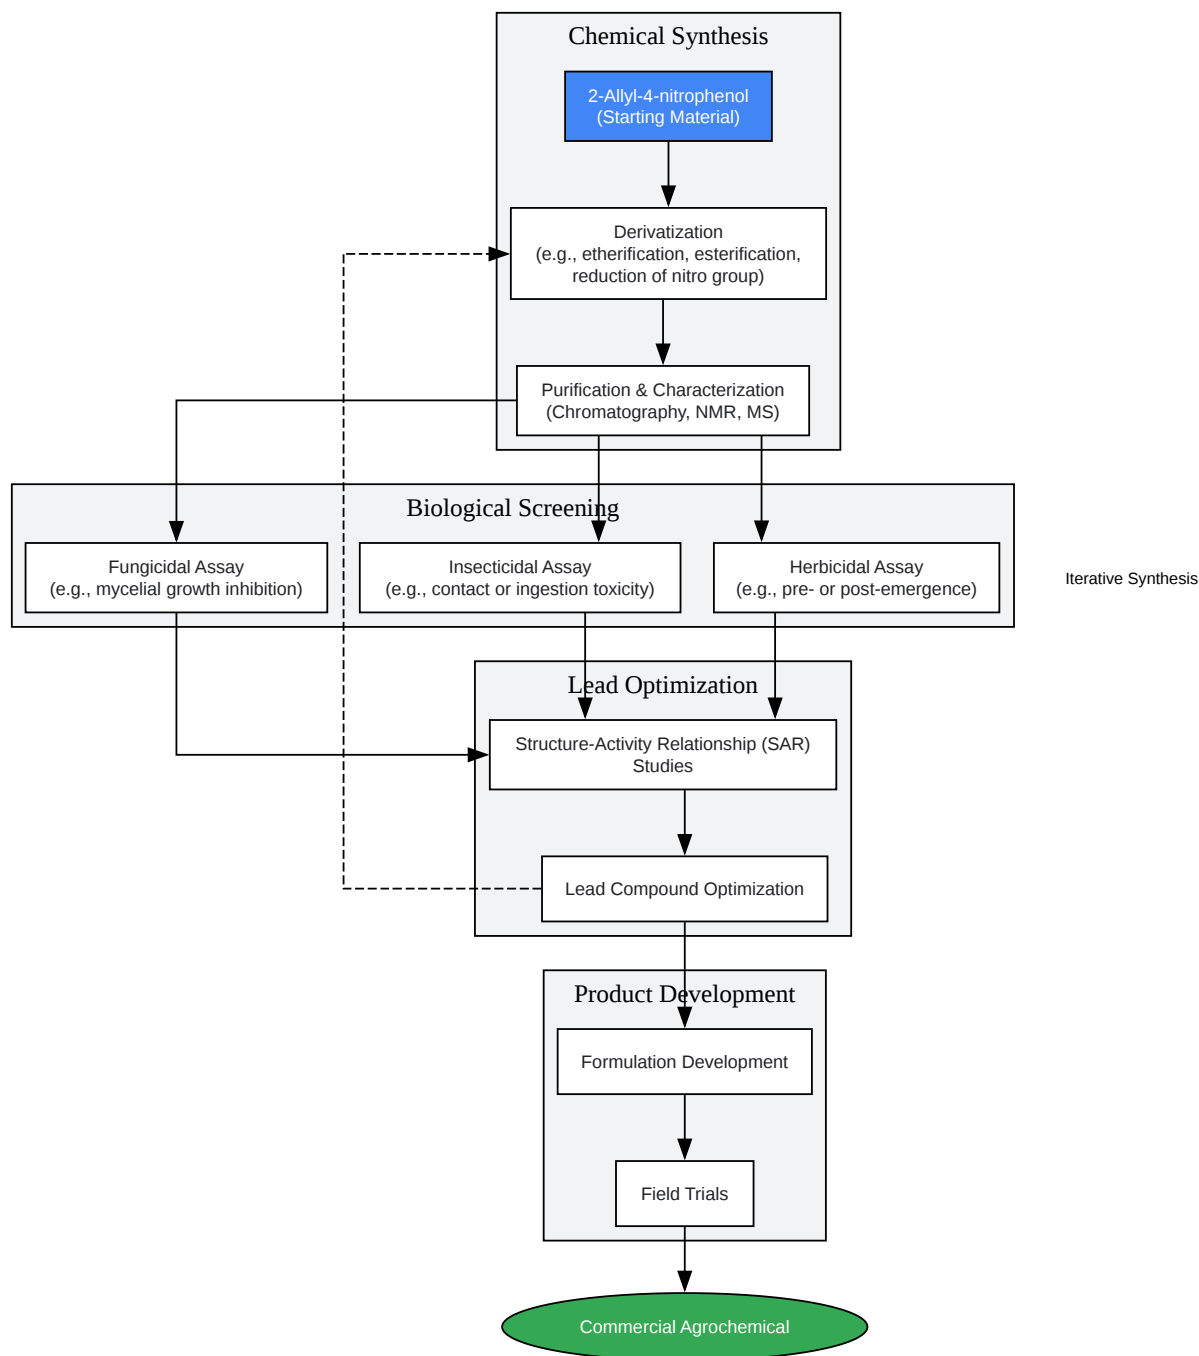 Chemical Synthesis
2-Allyl-4-nitrophenol
(Starting Material)
Derivatization
(e.g., etherification, esterification,
reduction of nitro group)
Purification & Characterization
(Chromatography, NMR, MS)
Biological Screening
Fungicidal Assay
(e.g., mycelial growth inhibition)
Insecticidal Assay
(e.g., contact or ingestion toxicity)
Herbicidal Assay
(e.g., pre- or post-emergence)
Iterative Synthesis
Lead Optimization
Structure-Activity Relationship (SAR)
Studies
Lead Compound Optimization
Product Development
Formulation Development
Field Trials
Commercial Agrochemical